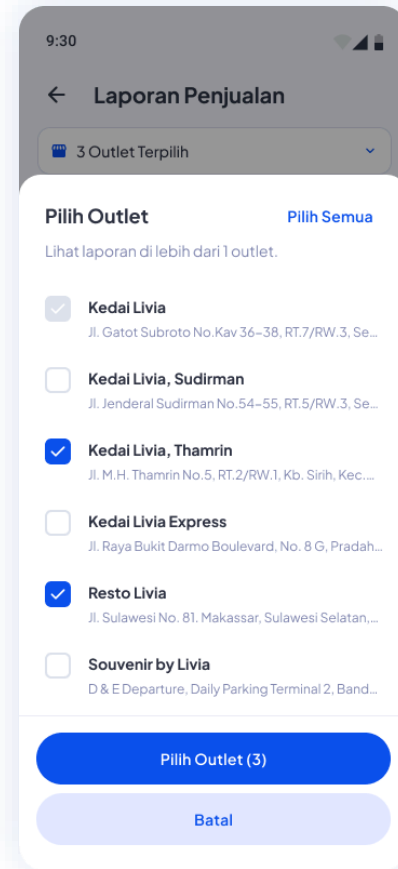 9:30
Laporan Penjualan
3 Outlet Terpilih
Pilih Outlet
Pilih Semua
Lihat laporan di lebih dari 1 outlet.
Kedai Livia
Jl. Gatot Subroto No.Kav 36-38, RT.7/RW.3, Se...
Kedai Livia, Sudirman
Jl. Jenderal Sudirman No.54-55, RT.5/RW.3, Se...
Kedai Livia, Thamrin
Jl. M.H. Thamrin No.5, RT.2/RW.1, Kb. Sirih, Kec....
Kedai Livia Express
Jl. Raya Bukit Darmo Boulevard, No. 8 G, Pradah...
Resto Livia
Jl. Sulawesi No. 81. Makassar, Sulawesi Selatan,...
Souvenir by Livia
D & E Departure, Daily Parking Terminal 2, Band...
Pilih Outlet (3)
Batal